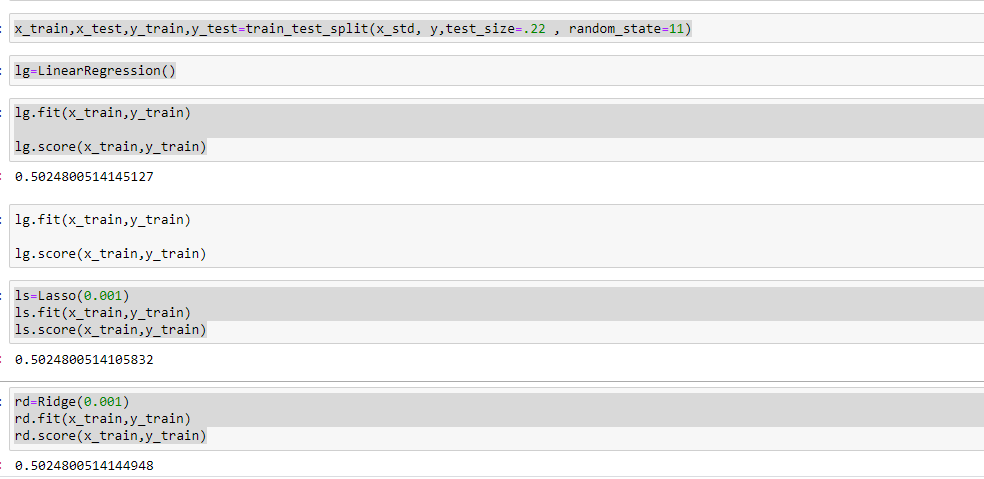 x_train,x_test,y_train,y_test=train_test_split(x_std, y,test_size=.22 , random_state=11)
lg=LinearRegression()
lg.fit(x_train,y_train)
lg.score(x_train,y_train)
0.5024800514145127
lg.fit(x_train,y_train)
lg.score(x_train,y_train)
ls=Lasso(0.001)
ls.fit(x_train,y_train)
ls.score(x_train,y_train)
0.5024800514105832
rd=Ridge(0.001)
rd.fit(x_train,y_train)
rd.score(x_train,y_train)
0.5024800514144948